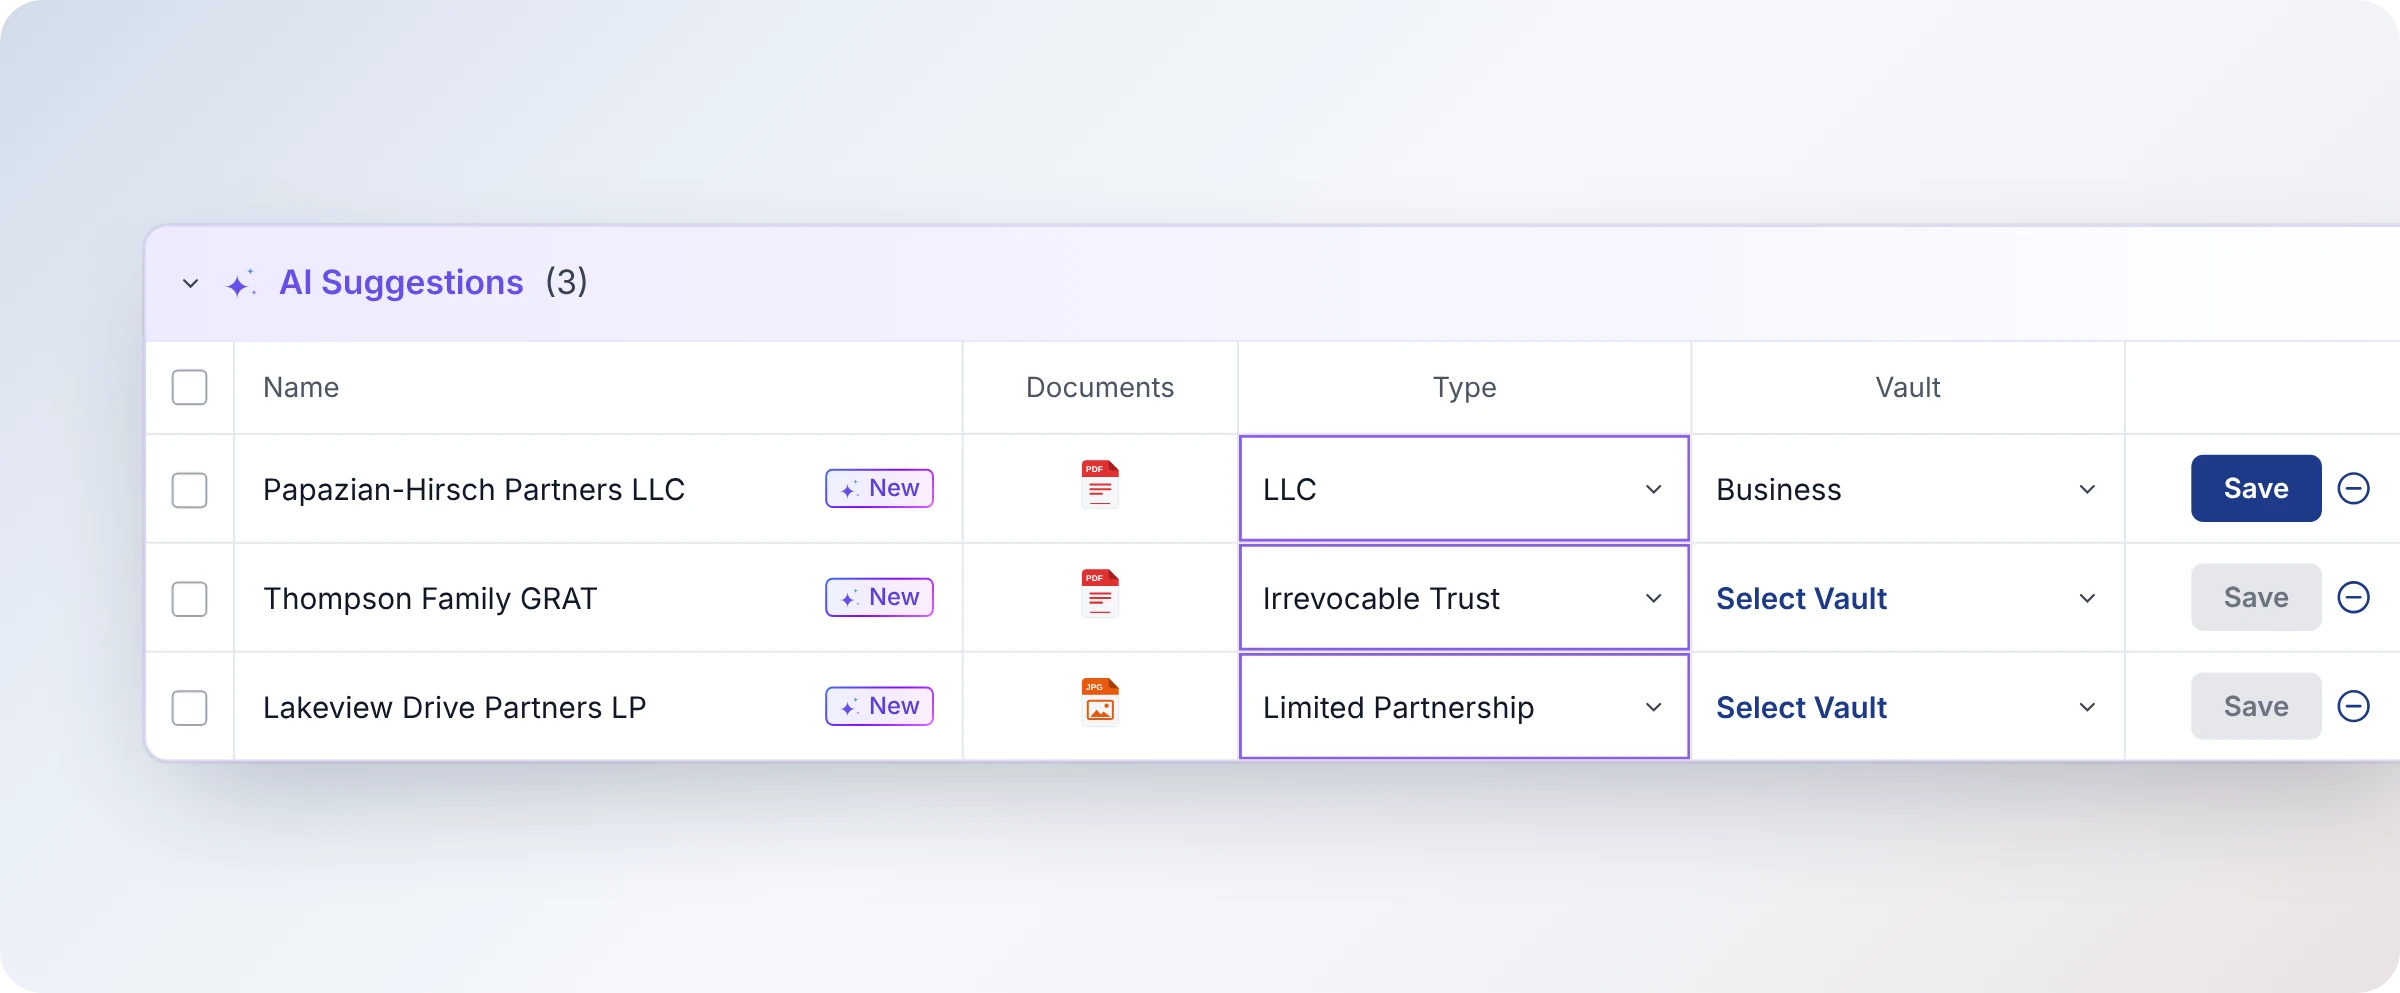 AI Suggestions (3)
Name Documents Type Vault
Papazian-Hirsch Partners LLC New PDF LLC Business Save
Thompson Family GRAT New PDF Irrevocable Trust Select Vault Save
Lakeview Drive Partners LP New JPG Limited Partnership Select Vault Save